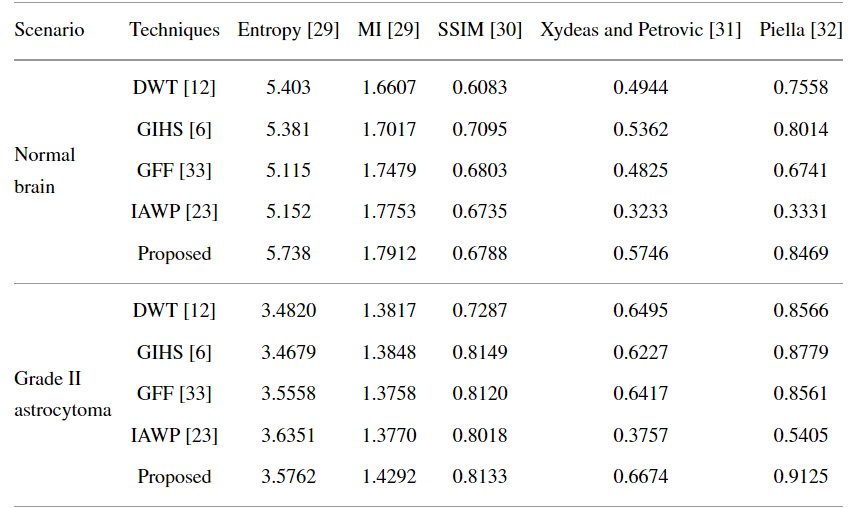 Scenario Techniques Entropy [29] MI [29] SSIM [30] Xydeas and Petrovic [31] Piella [32]
DWT [12] 5.403 1.6607 0.6083 0.4944 0.7558
GIHS [6] 5.381 1.7017 0.7095 0.5362 0.8014
Normal
brain
GFF [33] 5.115 1.7479 0.6803 0.4825 0.6741
IAWP [23] 5.152 1.7753 0.6735 0.3233 0.3331
Proposed 5.738 1.7912 0.6788 0.5746 0.8469
DWT [12] 3.4820 1.3817 0.7287 0.6495 0.8566
GIHS [6] 3.4679 1.3848 0.8149 0.6227 0.8779
Grade II
astrocytoma
GFF [33] 3.5558 1.3758 0.8120 0.6417 0.8561
IAWP [23] 3.6351 1.3770 0.8018 0.3757 0.5405
Proposed 3.5762 1.4292 0.8133 0.6674 0.9125